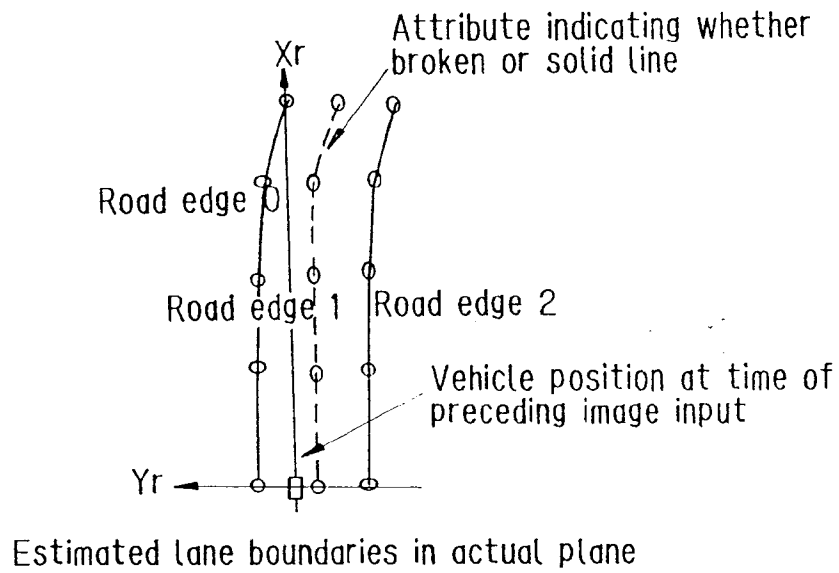 Attribute indicating whether
broken or solid line
Xr
Road edge 0
Road edge 1
Road edge 2
Vehicle position at time of
preceding image input
Yr
Estimated lane boundaries in actual plane